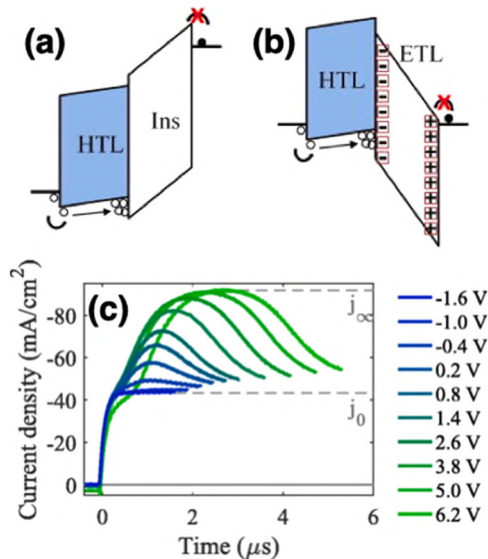 (a)
HTL
Ins
(b)
ETL
HTL
(c)
Current density (mA/cm²)
-80
-60
-40
-20
0
j∞
j₀
0
2
4
6
Time (μs)
-1.6 V
-1.0 V
-0.4 V
0.2 V
0.8 V
1.4 V
2.6 V
3.8 V
5.0 V
6.2 V